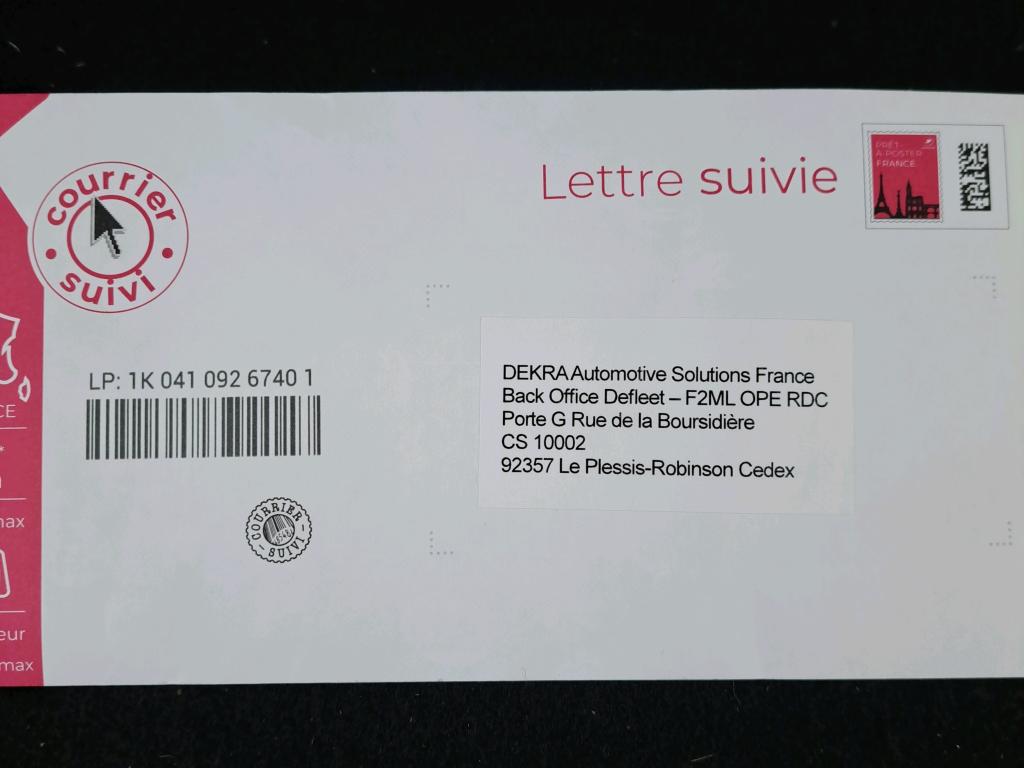 courrier
suivi
Lettre suivie
PRÊT-
À-POSTER
FRANCE
LP: 1K 041 092 6740 1
DEKRA Automotive Solutions France
Back Office Defleet – F2ML OPE RDC
Porte G Rue de la Boursidière
CS 10002
92357 Le Plessis-Robinson Cedex
COURRIER
SUIVI
CE
*
max
eur
max